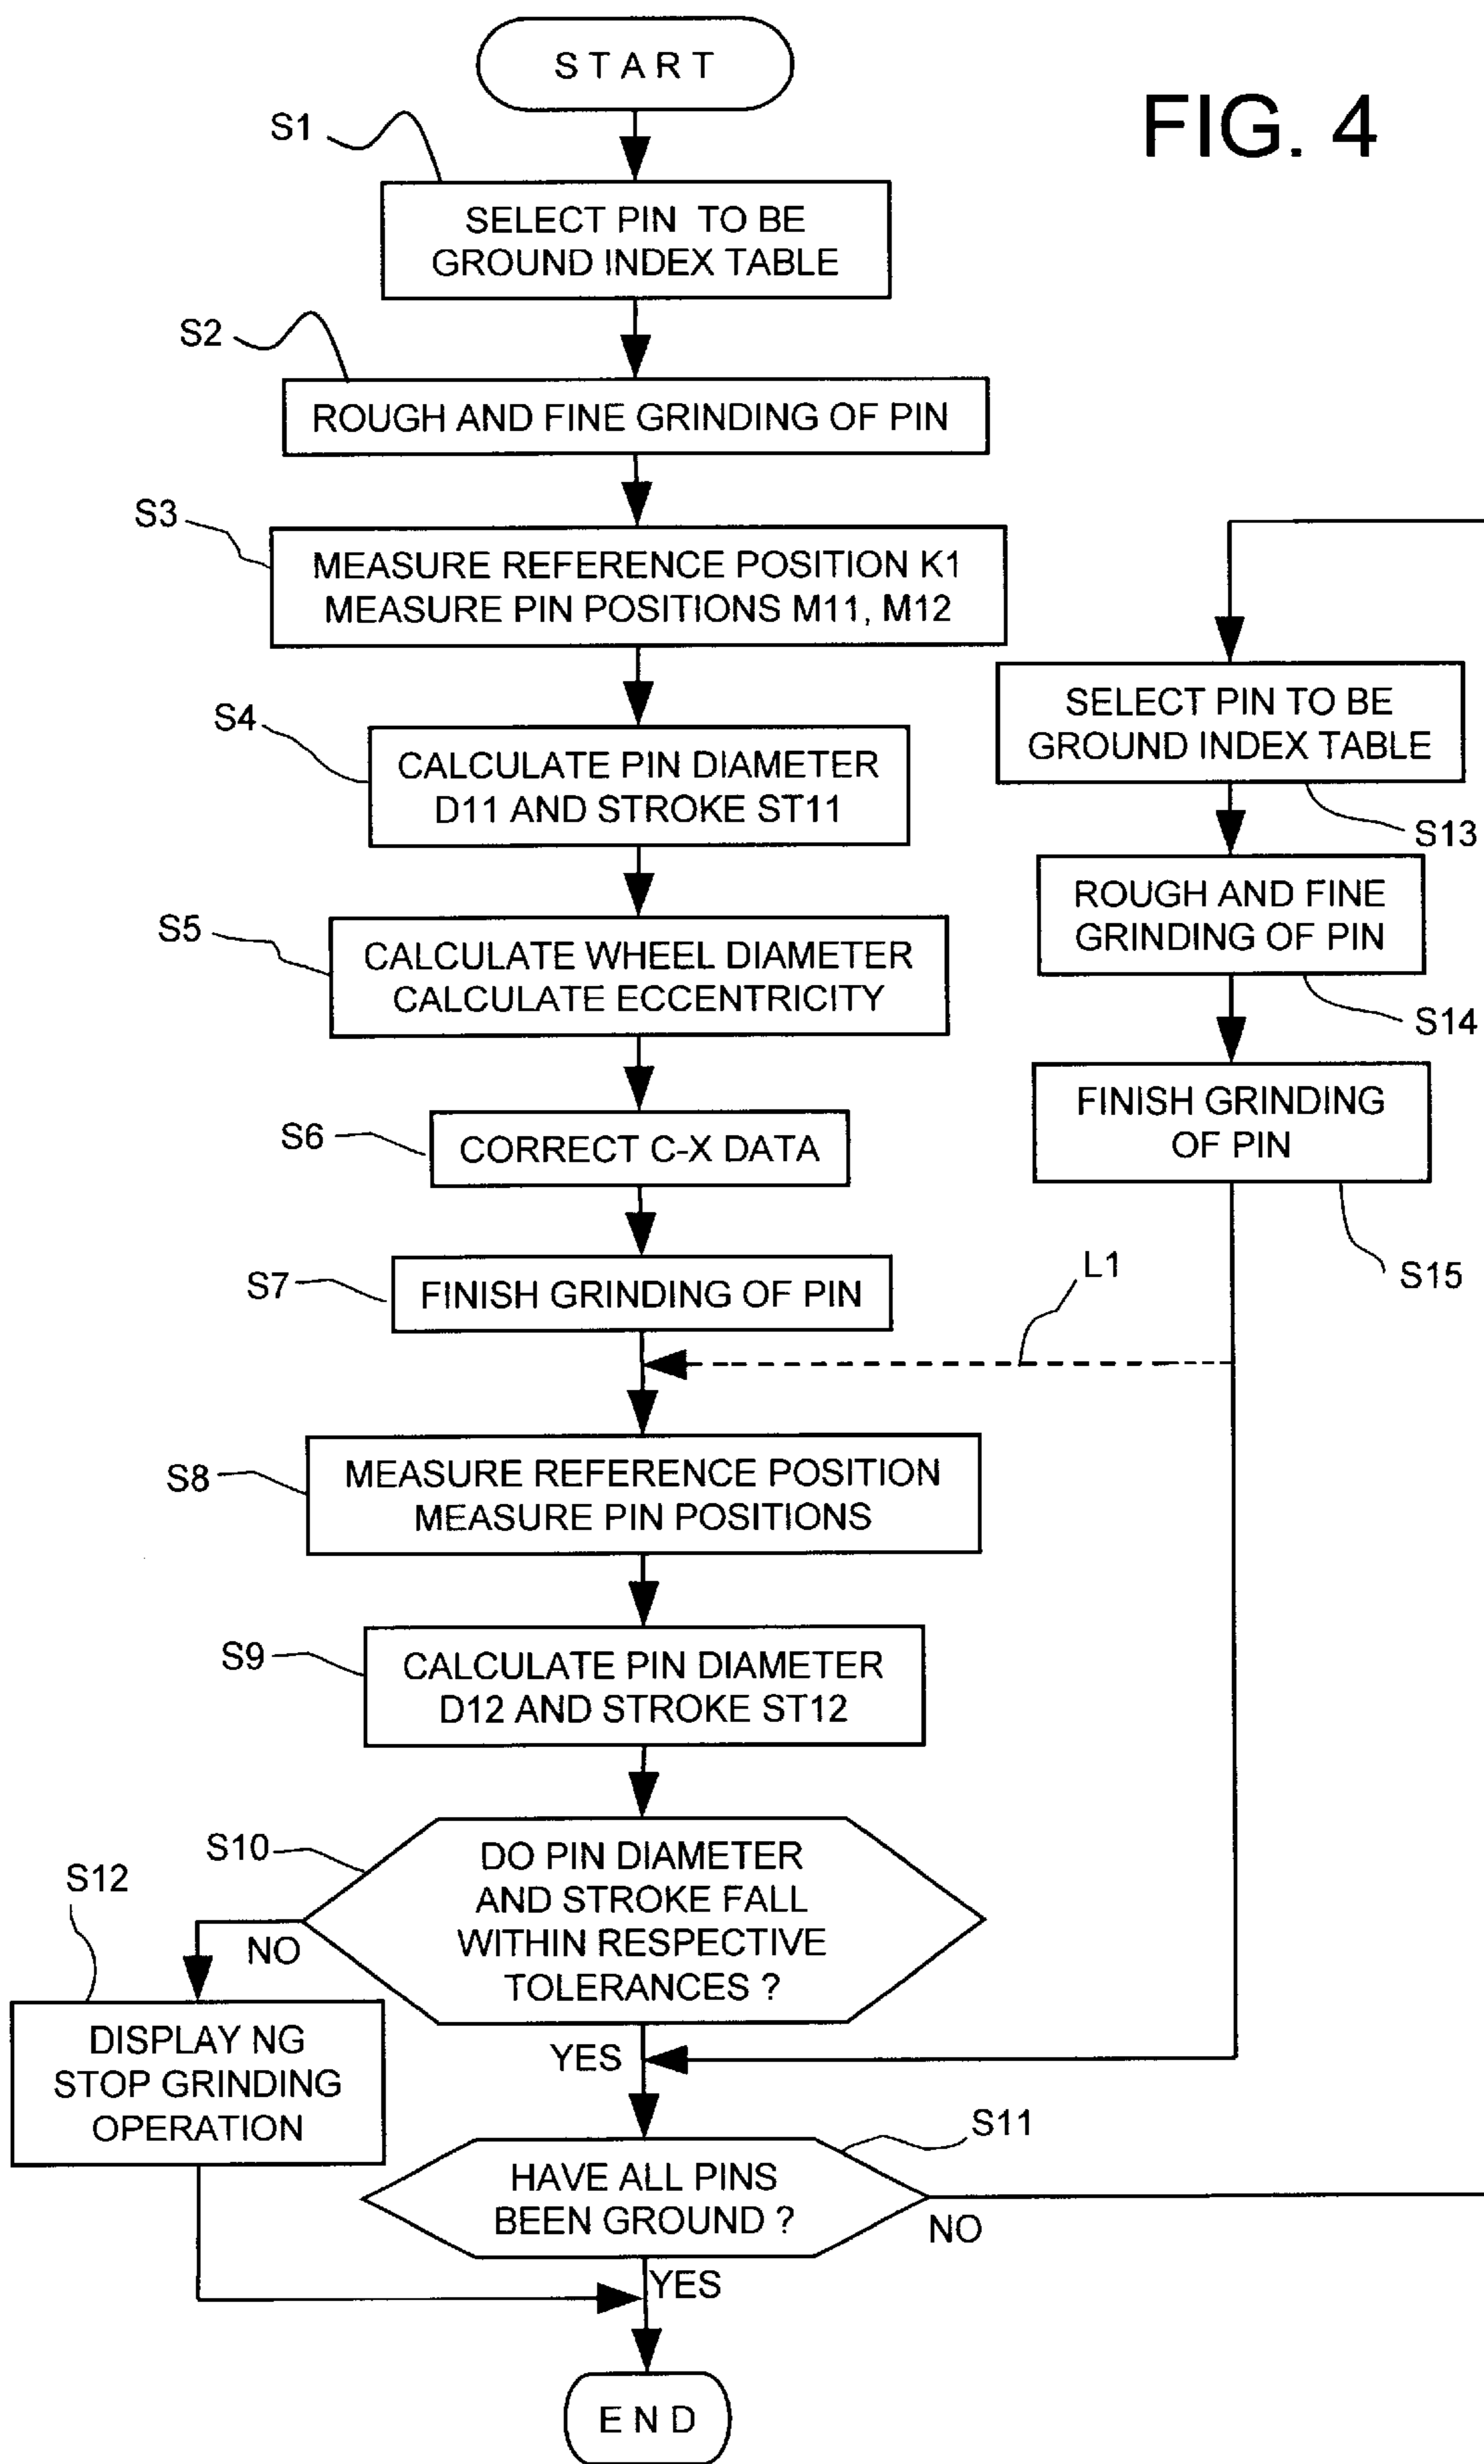 START
FIG. 4
S1
SELECT PIN TO BE
GROUND INDEX TABLE
S2
ROUGH AND FINE GRINDING OF PIN
S3
MEASURE REFERENCE POSITION K1
MEASURE PIN POSITIONS M11, M12
S4
CALCULATE PIN DIAMETER
D11 AND STROKE ST11
S5
CALCULATE WHEEL DIAMETER
CALCULATE ECCENTRICITY
S6
CORRECT C-X DATA
S7
FINISH GRINDING OF PIN
SELECT PIN TO BE
GROUND INDEX TABLE
S13
ROUGH AND FINE
GRINDING OF PIN
S14
FINISH GRINDING
OF PIN
S15
L1
S8
MEASURE REFERENCE POSITION
MEASURE PIN POSITIONS
S9
CALCULATE PIN DIAMETER
D12 AND STROKE ST12
S10
DO PIN DIAMETER
AND STROKE FALL
WITHIN RESPECTIVE
TOLERANCES ?
NO
YES
S12
DISPLAY NG
STOP GRINDING
OPERATION
S11
HAVE ALL PINS
BEEN GROUND ?
NO
YES
END